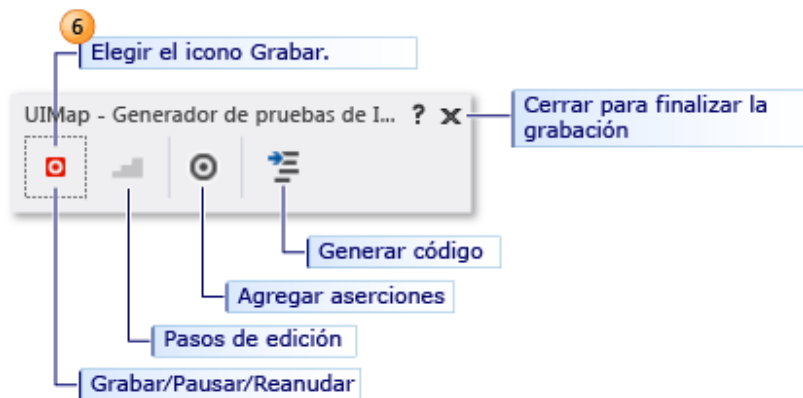 6
Elegir el icono Grabar.
UIMap - Generador de pruebas de I... ? x
Cerrar para finalizar la
grabación
Generar código
Agregar aserciones
Pasos de edición
Grabar/Pausar/Reanudar